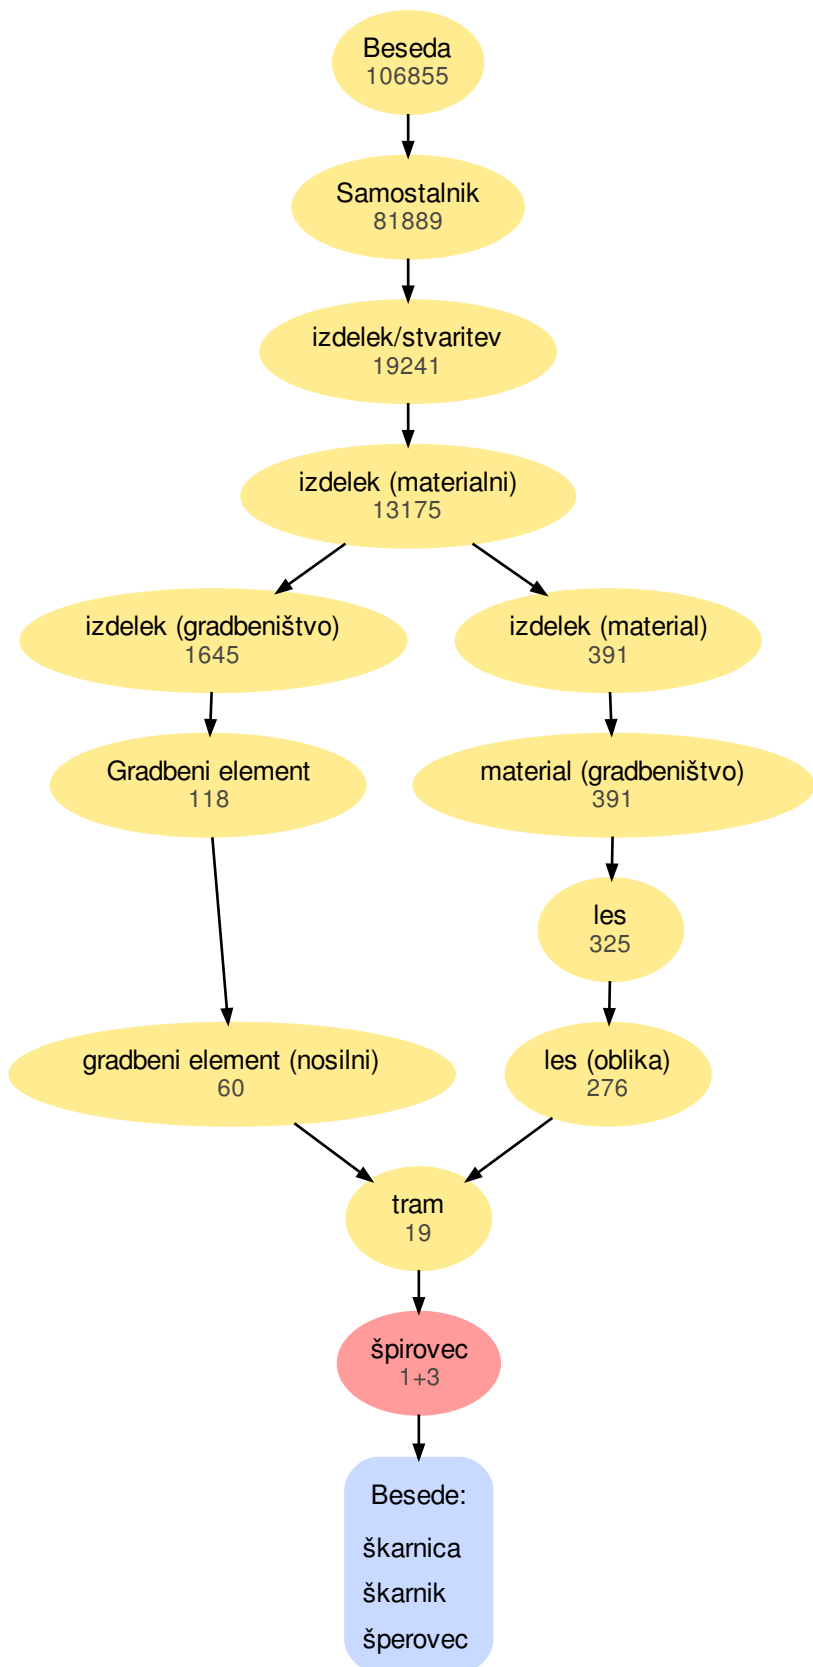 Beseda
106855
Samostalnik
81889
izdelek/stvaritev
19241
izdelek (materialni)
13175
izdelek (gradbeništvo)
1645
izdelek (material)
391
Gradbeni element
118
material (gradbeništvo)
391
les
325
gradbeni element (nosilni)
60
les (oblika)
276
tram
19
špirovec
1+3
Besede:
škarnica
škarnik
šperovec